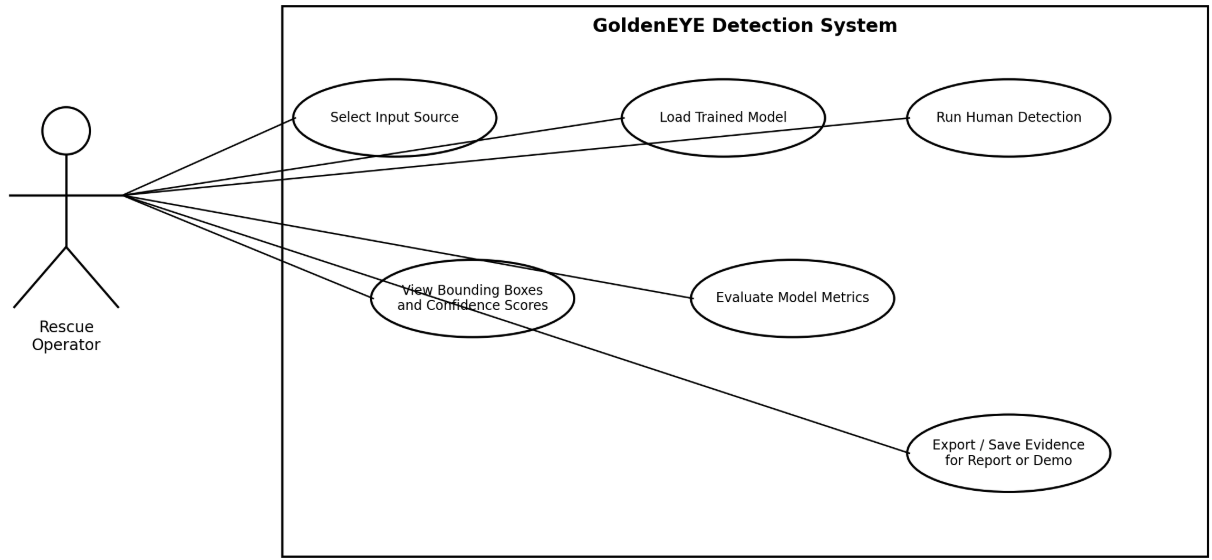 GoldenEYE Detection System
Select Input Source
Load Trained Model
Run Human Detection
View Bounding Boxes
and Confidence Scores
Evaluate Model Metrics
Rescue
Operator
Export / Save Evidence
for Report or Demo